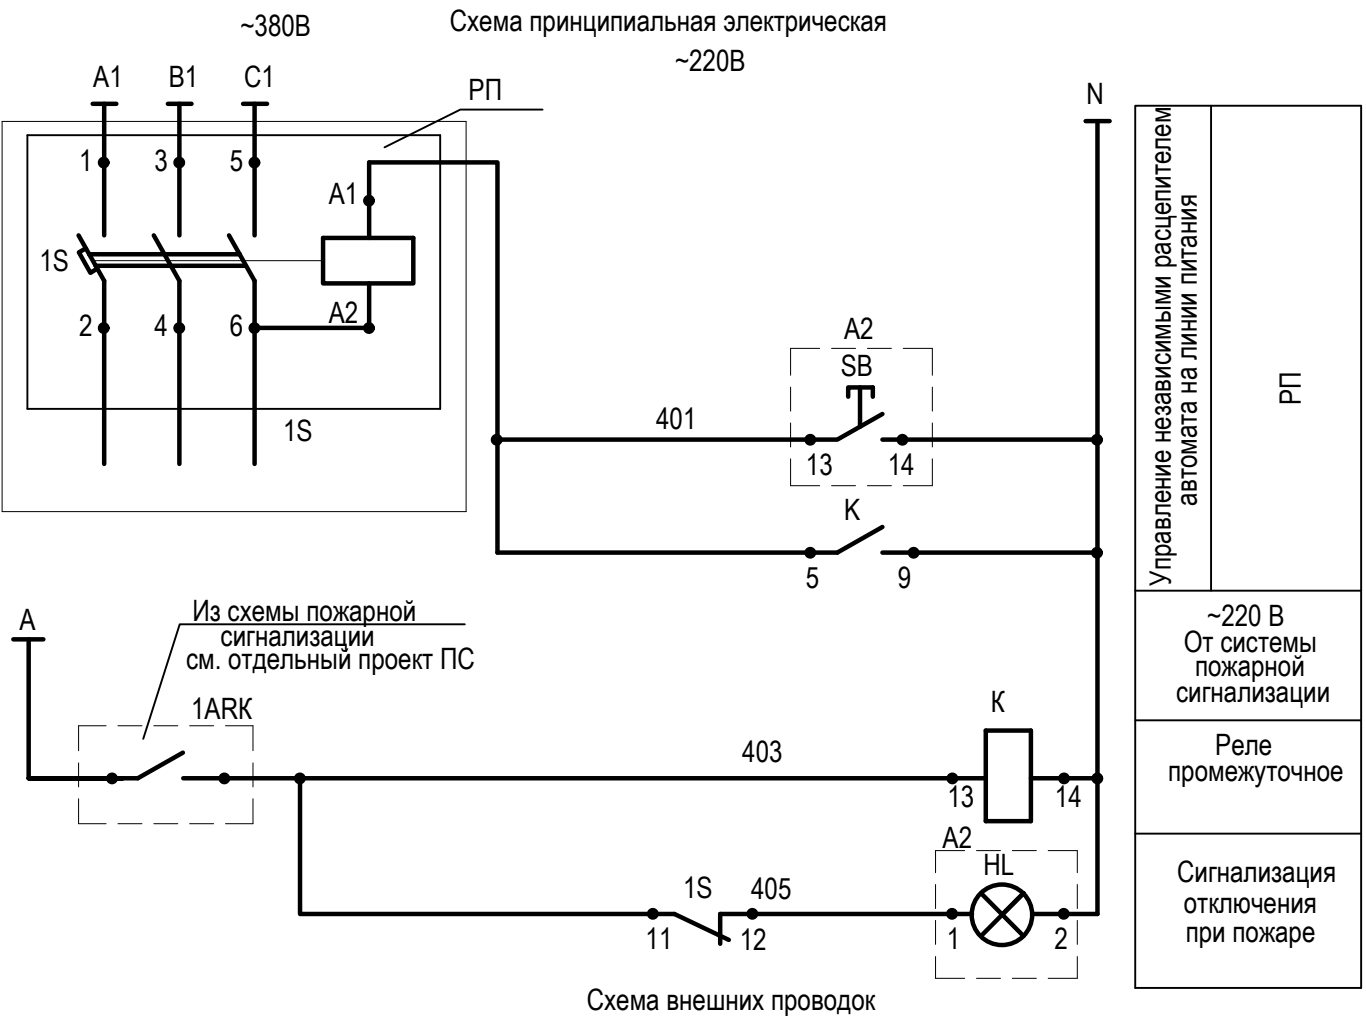 Схема принципиальная электрическая
~380В
~220В
A1
B1
C1
РП
N
1
3
5
A1
1S
2
4
6
A2
1S
401
A2
SB
13
14
K
5
9
Управление независимым расцепителем
автомата на линии питания
РП
A
Из схемы пожарной
сигнализации
см. отдельный проект ПС
1ARK
403
К
13
14
1S
405
11
12
A2
HL
1
2
~220 В
От системы
пожарной
сигнализации
Реле
промежуточное
Сигнализация
отключения
при пожаре
Схема внешних проводок